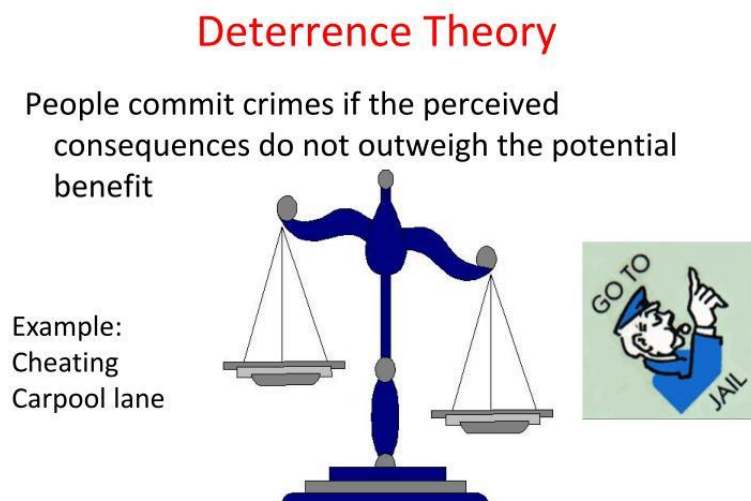 Deterrence Theory
People commit crimes if the perceived
consequences do not outweigh the potential
benefit
Example:
Cheating
Carpool lane
GO TO
JAIL